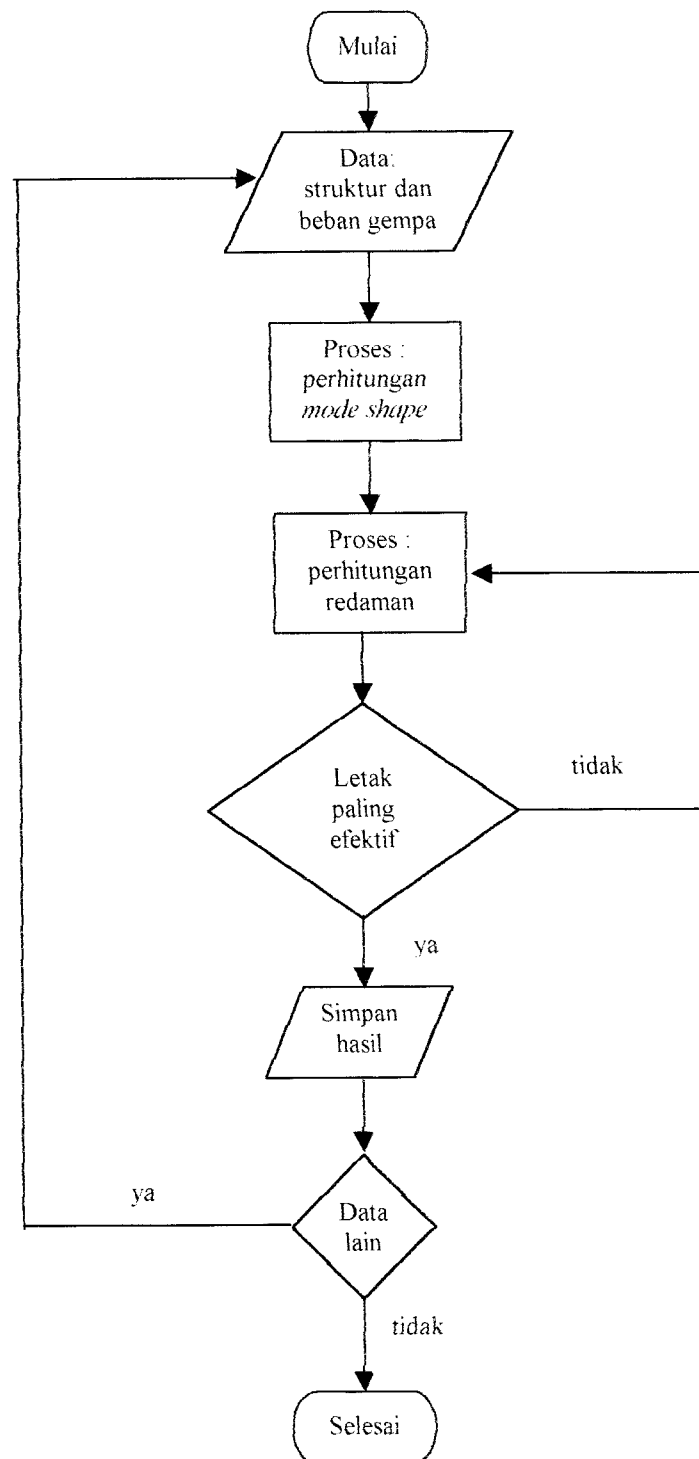 Mulai
Data:
struktur dan
beban gempa
Proses :
perhitungan
mode shape
Proses :
perhitungan
redaman
Letak
paling
efektif
tidak
ya
Simpan
hasil
ya
Data
lain
tidak
Selesai